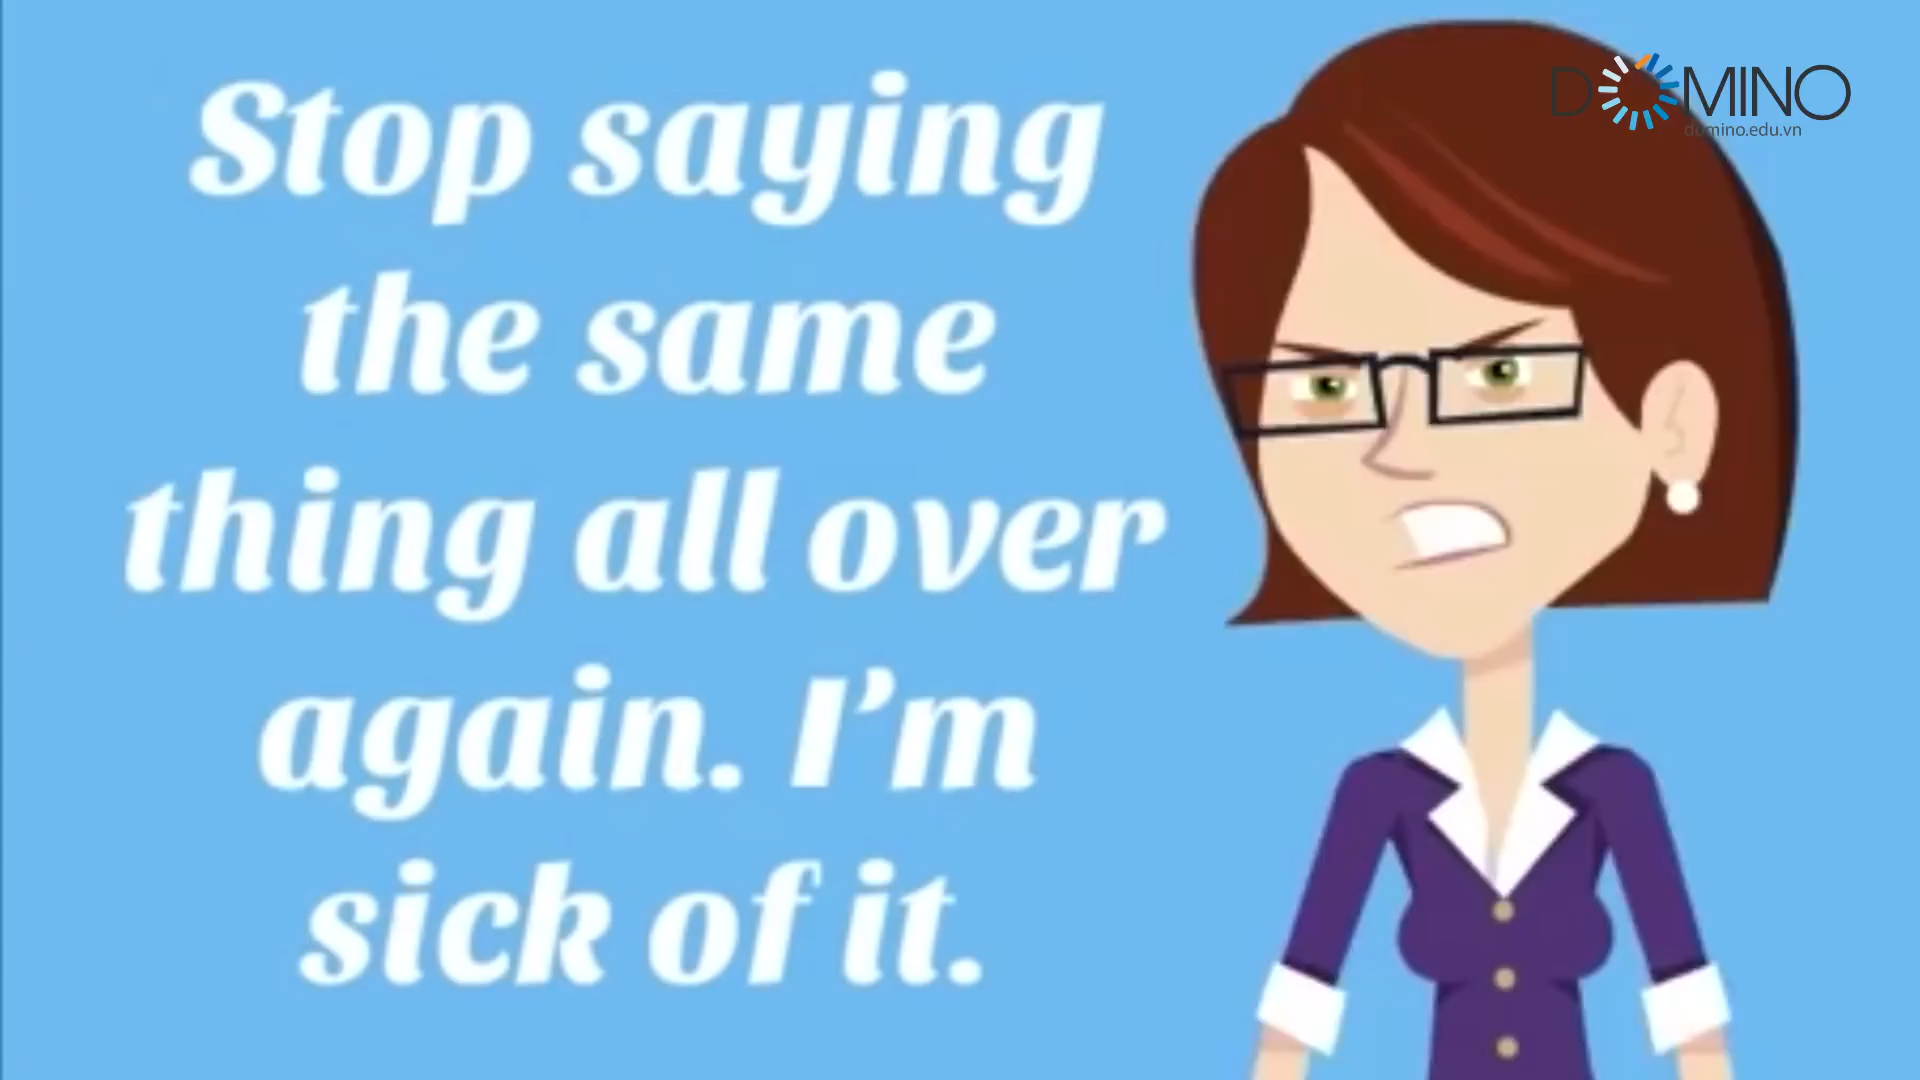 DOMINO
domino.edu.vn
Stop saying
the same
thing all over
again. I’m
sick of it.